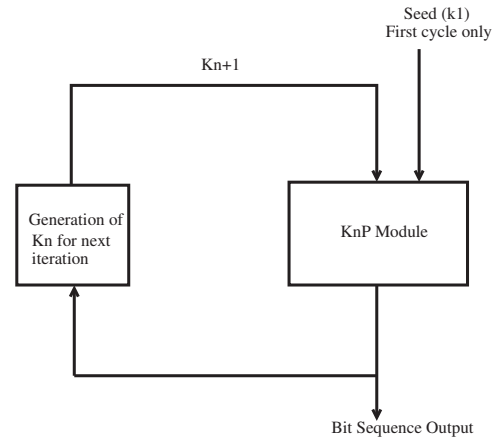 Seed (k1)
First cycle only
Kn+1
Generation of
Kn for next
iteration
KnP Module
Bit Sequence Output